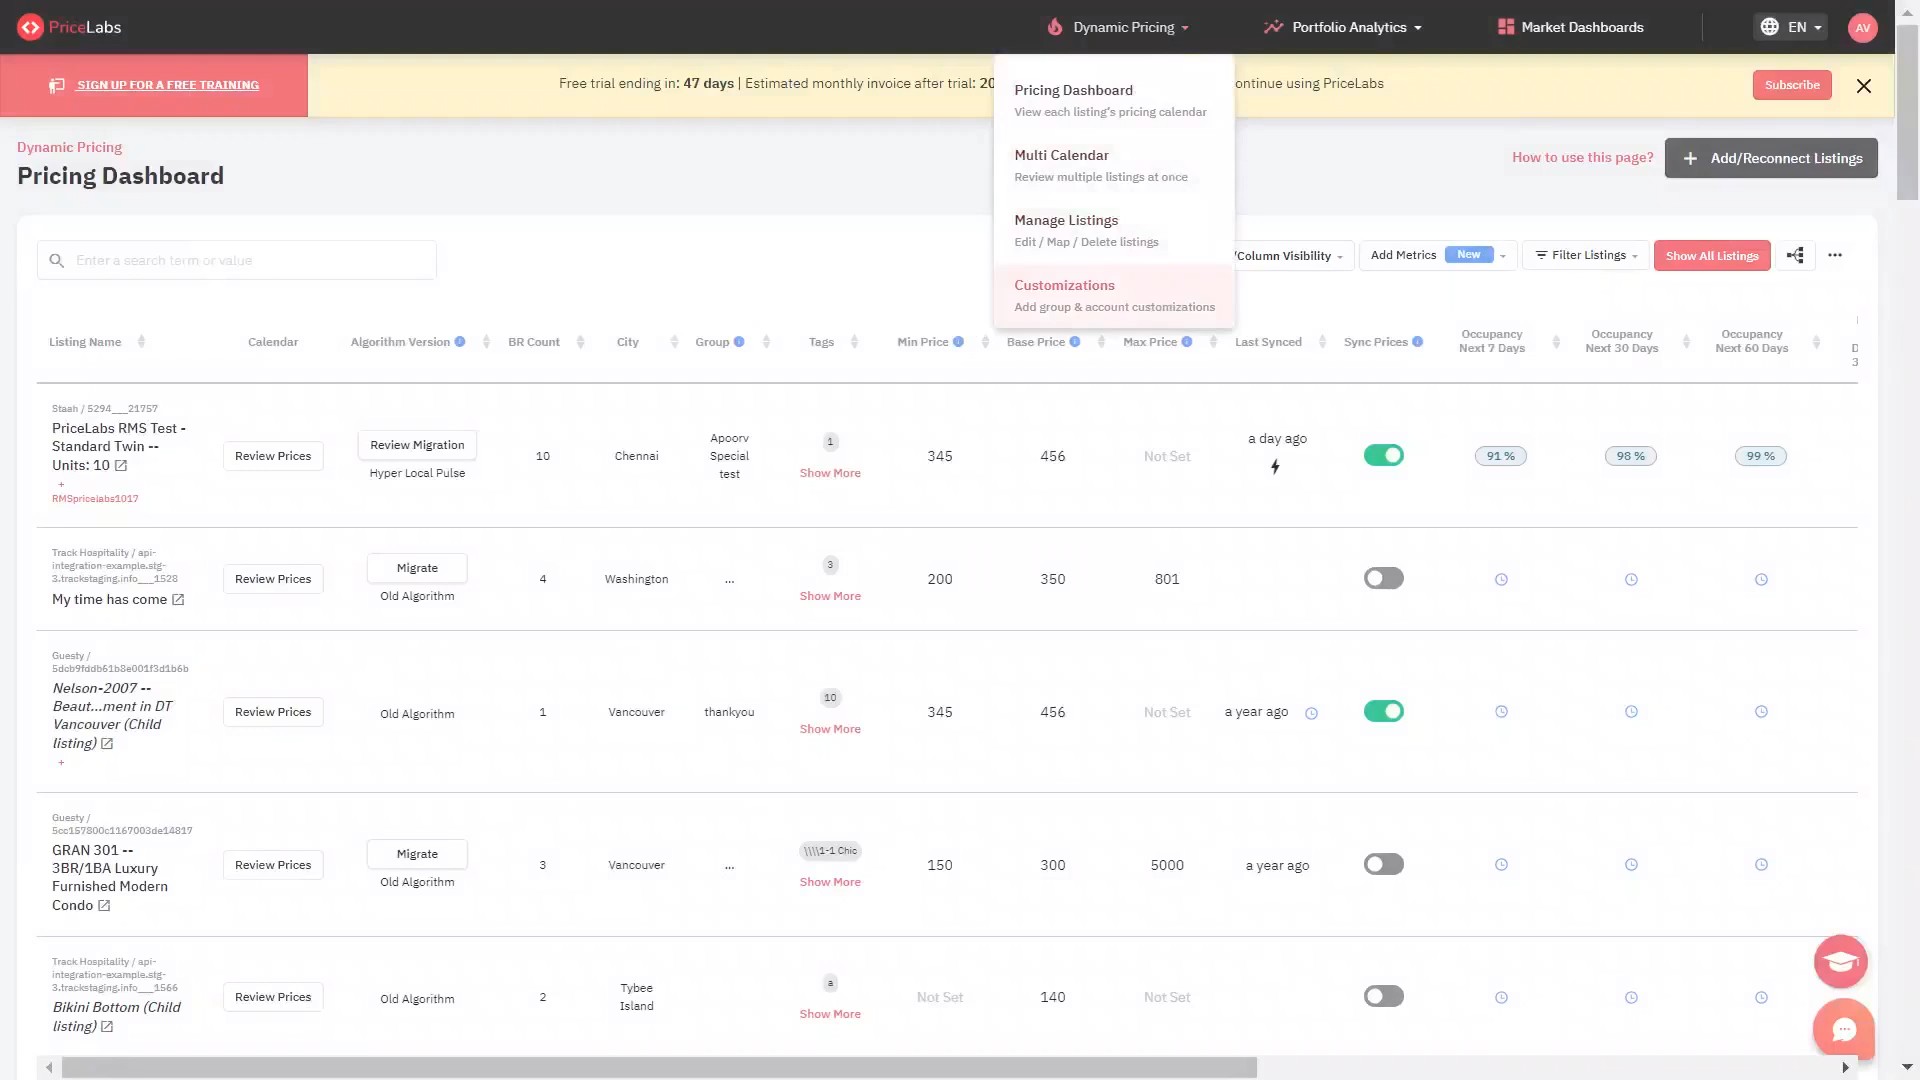 PriceLabs
Dynamic Pricing
Portfolio Analytics
Market Dashboards
EN
AV
SIGN UP FOR A FREE TRAINING
Free trial ending in: 47 days | Estimated monthly invoice after trial: 20
ontinue using PriceLabs
Subscribe
Pricing Dashboard
View each listing's pricing calendar
Multi Calendar
Review multiple listings at once
Manage Listings
Edit / Map / Delete listings
Customizations
Add group & account customizations
Dynamic Pricing
Pricing Dashboard
How to use this page?
+ Add/Reconnect Listings
Enter a search term or value
/Column Visibility
Add Metrics New
Filter Listings
Show All Listings
Listing Name
Calendar
Algorithm Version
BR Count
City
Group
Tags
Min Price
Base Price
Max Price
Last Synced
Sync Prices
Occupancy
Next 7 Days
Occupancy
Next 30 Days
Occupancy
Next 60 Days
D
3
Staah / 5294___21757
PriceLabs RMS Test -
Standard Twin --
Units: 10
+
RMSpricelabs1017
Review Prices
Review Migration
Hyper Local Pulse
10
Chennai
Apoorv
Special
test
1
Show More
345
456
Not Set
a day ago
91 %
98 %
99 %
Track Hospitality / api-
integration-example.stg-
3.trackstaging.info___1528
My time has come
Review Prices
Migrate
Old Algorithm
4
Washington
...
3
Show More
200
350
801
Guesty /
5dcb9fddb61b8e001f3d1b6b
Nelson-2007 --
Beaut...ment in DT
Vancouver (Child
listing)
+
Review Prices
Old Algorithm
1
Vancouver
thankyou
10
Show More
345
456
Not Set
a year ago
Guesty /
5cc157800c1167003de14817
GRAN 301 --
3BR/1BA Luxury
Furnished Modern
Condo
Review Prices
Migrate
Old Algorithm
3
Vancouver
...
\\\\1-1 Chic
Show More
150
300
5000
a year ago
Track Hospitality / api-
integration-example.stg-
3.trackstaging.info___1566
Bikini Bottom (Child
listing)
Review Prices
Old Algorithm
2
Tybee
Island
a
Show More
Not Set
140
Not Set